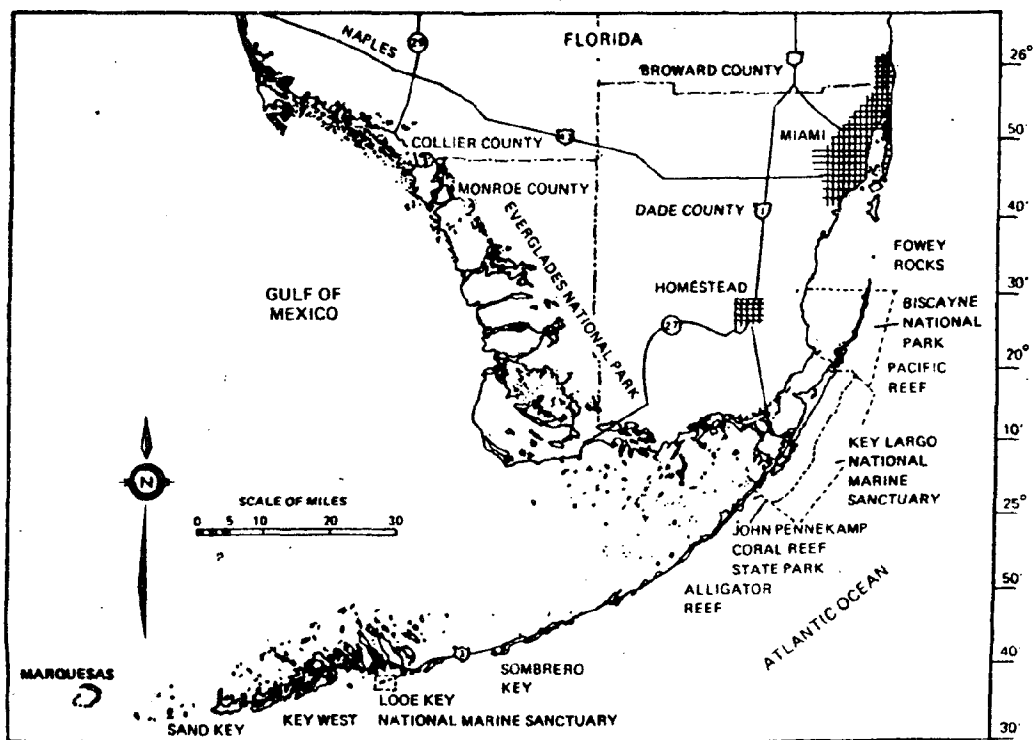 FLORIDA
NAPLES
29
BROWARD COUNTY
26°
MIAMI
50'
COLLIER COUNTY
MONROE COUNTY
EVERGLADES NATIONAL PARK
DADE COUNTY
1
40'
FOWEY
ROCKS
GULF OF
MEXICO
HOMESTEAD
30'
BISCAYNE
NATIONAL
PARK
27
20°
PACIFIC
REEF
10'
KEY LARGO
NATIONAL
MARINE
SANCTUARY
N
SCALE OF MILES
0 5 10 20 30
25°
JOHN PENNEKAMP
CORAL REEF
STATE PARK
ALLIGATOR
REEF
ATLANTIC OCEAN
50'
40'
MARQUESAS
SOMBRERO
KEY
LOOE KEY
NATIONAL MARINE SANCTUARY
KEY WEST
SAND KEY
30'